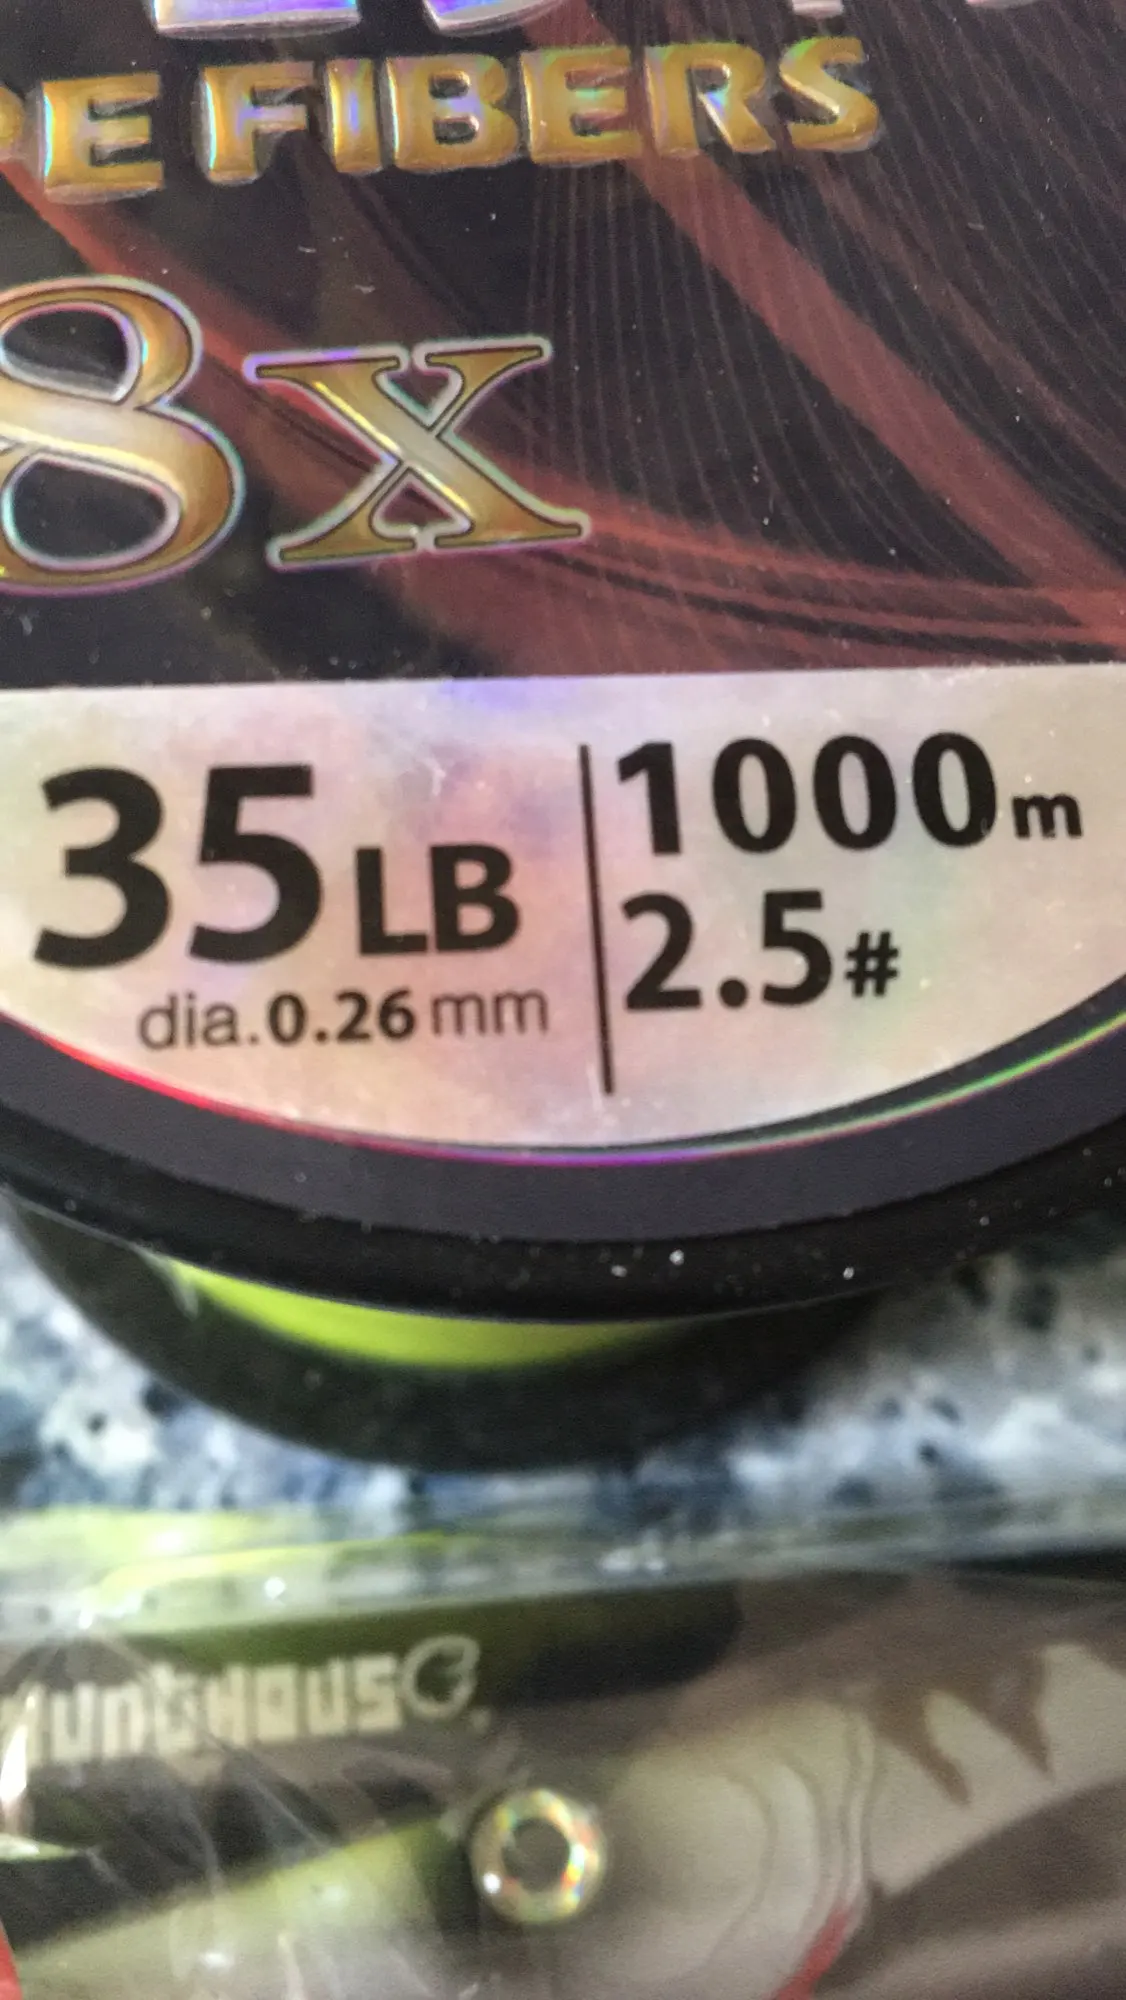 PE FIBERS
8x
35LB
dia.0.26mm
1000m
2.5#